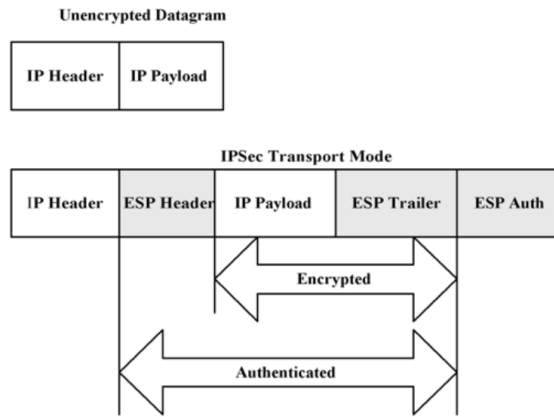 Unencrypted Datagram
IP Header IP Payload
IPSec Transport Mode
IP Header ESP Header IP Payload ESP Trailer ESP Auth
Encrypted
Authenticated